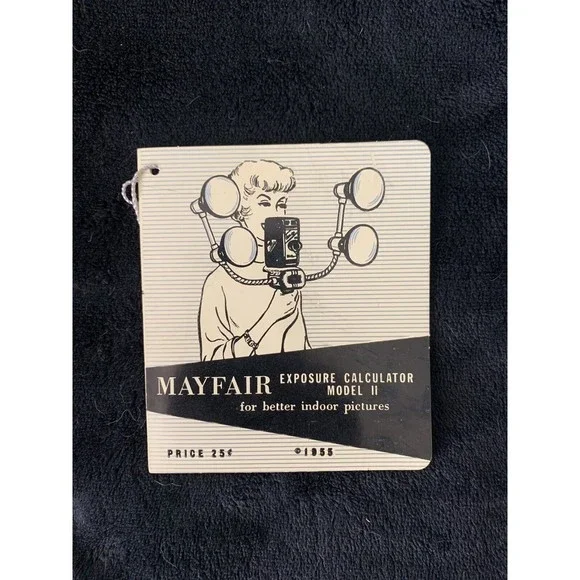 MAYFAIR EXPOSURE CALCULATOR
MODEL II
for better indoor pictures
PRICE 25¢ ©1955